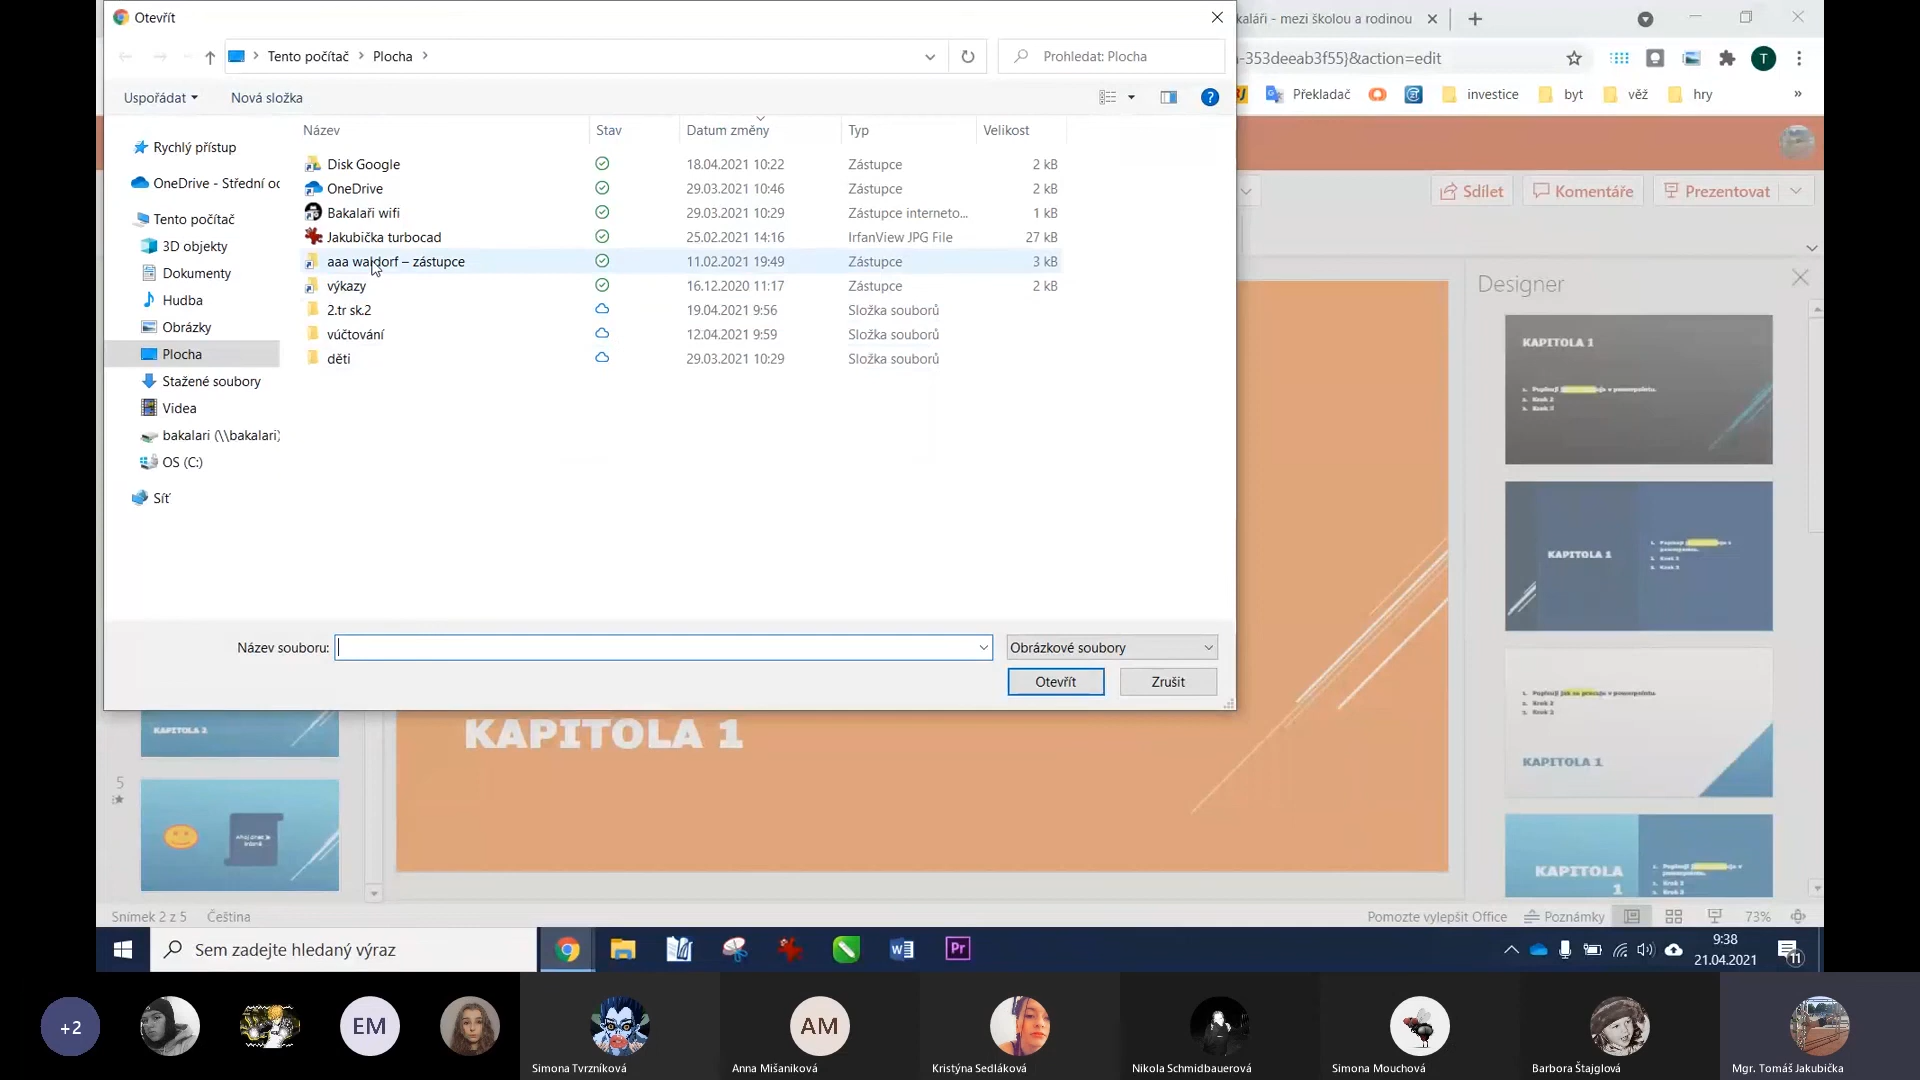 Otevřít
kaláři - mezi školou a rodinou
Tento počítač
Plocha
Prohledat: Plocha
-353deeab3f55}&action=edit
T
Uspořádat
Nová složka
Překladač
investice
byt
věž
hry
Název
Stav
Datum změny
Typ
Velikost
Disk Google 18.04.2021 10:22 Zástupce 2 kB
OneDrive 29.03.2021 10:46 Zástupce 2 kB
Bakalaři wifi 29.03.2021 10:29 Zástupce interneto... 1 kB
Jakubička turbocad 25.02.2021 14:16 IrfanView JPG File 27 kB
aaa waldorf – zástupce 11.02.2021 19:49 Zástupce 3 kB
výkazy 16.12.2020 11:17 Zástupce 2 kB
2.tr sk.2 19.04.2021 9:56 Složka souborů
vúčtování 12.04.2021 9:59 Složka souborů
děti 29.03.2021 10:29 Složka souborů
Rychlý přístup
OneDrive - Střední oc
Tento počítač
3D objekty
Dokumenty
Hudba
Obrázky
Plocha
Stažené soubory
Videa
bakalari (\\bakalari)
OS (C:)
Síť
Název souboru:
Obrázkové soubory
Otevřít
Zrušit
Sdílet
Komentáře
Prezentovat
Designer
KAPITOLA 1
KAPITOLA 1
KAPITOLA 1
KAPITOLA
1
KAPITOLA 1
5
Snímek 2 z 5
Čeština
Pomozte vylepšit Office
Poznámky
73%
Sem zadejte hledaný výraz
Pr
9:38
21.04.2021
11
+2
EM
AM
Simona Tvrzníková
Anna Mišaniková
Kristýna Sedláková
Nikola Schmidbauerová
Simona Mouchová
Barbora Štajglová
Mgr. Tomáš Jakubička